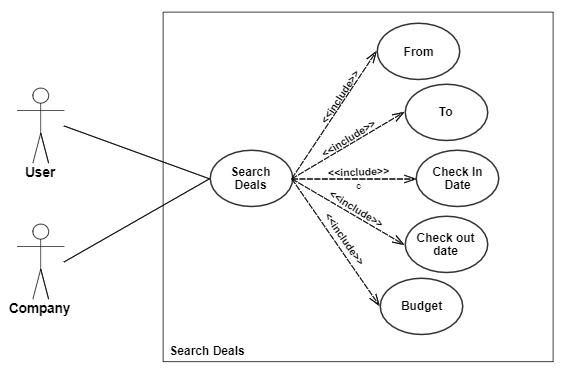 From
<<include>>
To
<<include>>
User
Search
Deals
<<include>>
c
Check In
Date
<<include>>
Check out
date
<<include>>
Company
Budget
Search Deals